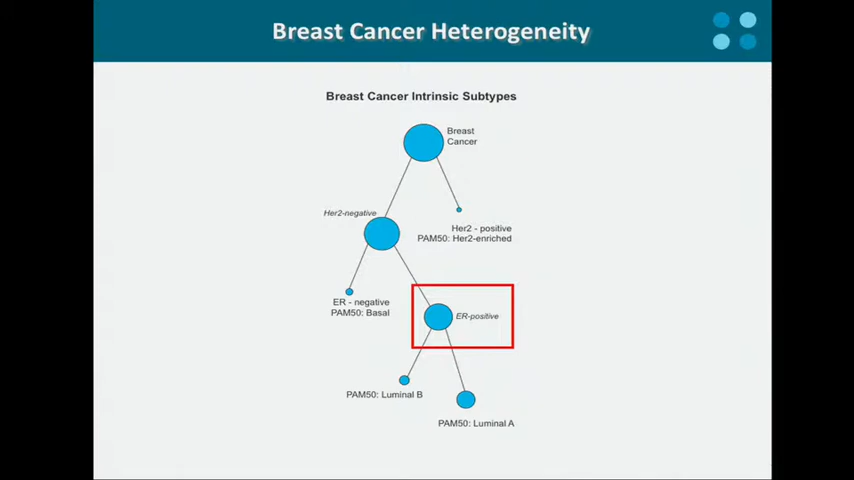 Breast Cancer Heterogeneity
Breast Cancer Intrinsic Subtypes
Breast
Cancer
Her2-negative
Her2 - positive
PAM50: Her2-enriched
ER - negative
PAM50: Basal
ER-positive
PAM50: Luminal B
PAM50: Luminal A